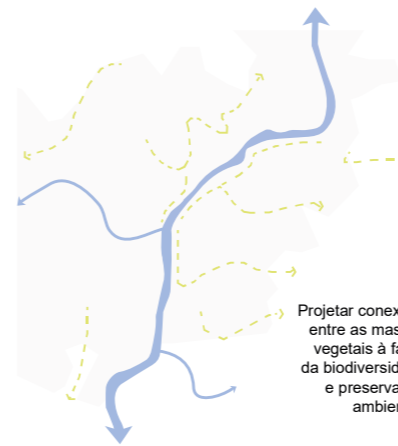 Projetar conex
entre as mas
vegetais à fa
da biodiversid
e preserva
ambien